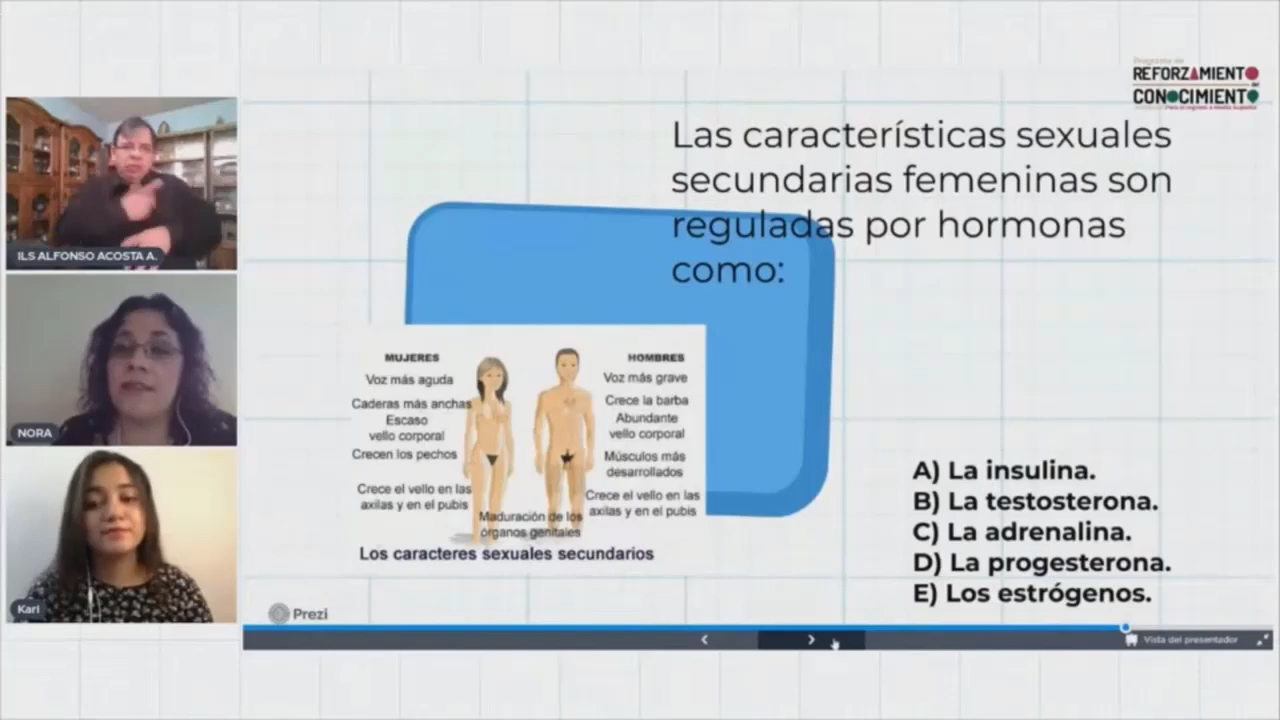 REFORZAMIENTO
CONOCIMIENTO
Las características sexuales
secundarias femeninas son
reguladas por hormonas
como:
ILS ALFONSO ACOSTA A.
NORA
Kari
MUJERES
Voz más aguda
Caderas más anchas
Escaso
vello corporal
Crecen los pechos
Crece el vello en las
axilas y en el pubis
HOMBRES
Voz más grave
Crece la barba
Abundante
vello corporal
Músculos más
desarrollados
Crece el vello en las
axilas y en el pubis
Maduración de los
órganos genitales
Los caracteres sexuales secundarios
A) La insulina.
B) La testosterona.
C) La adrenalina.
D) La progesterona.
E) Los estrógenos.
Prezi
Vista del presentador